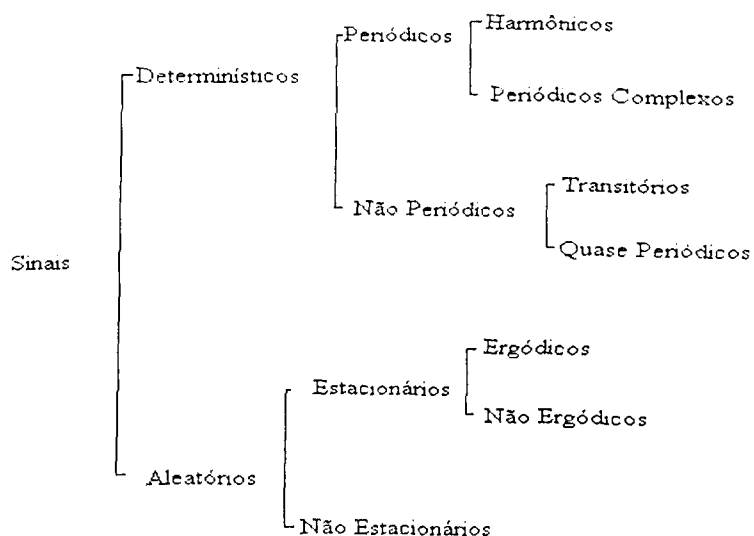 Harmônicos
Periódicos
Determinísticos
Periódicos Complexos
Transitórios
Não Periódicos
Quase Periódicos
Sinais
Ergódicos
Estacionários
Não Ergódicos
Aleatórios
Não Estacionários